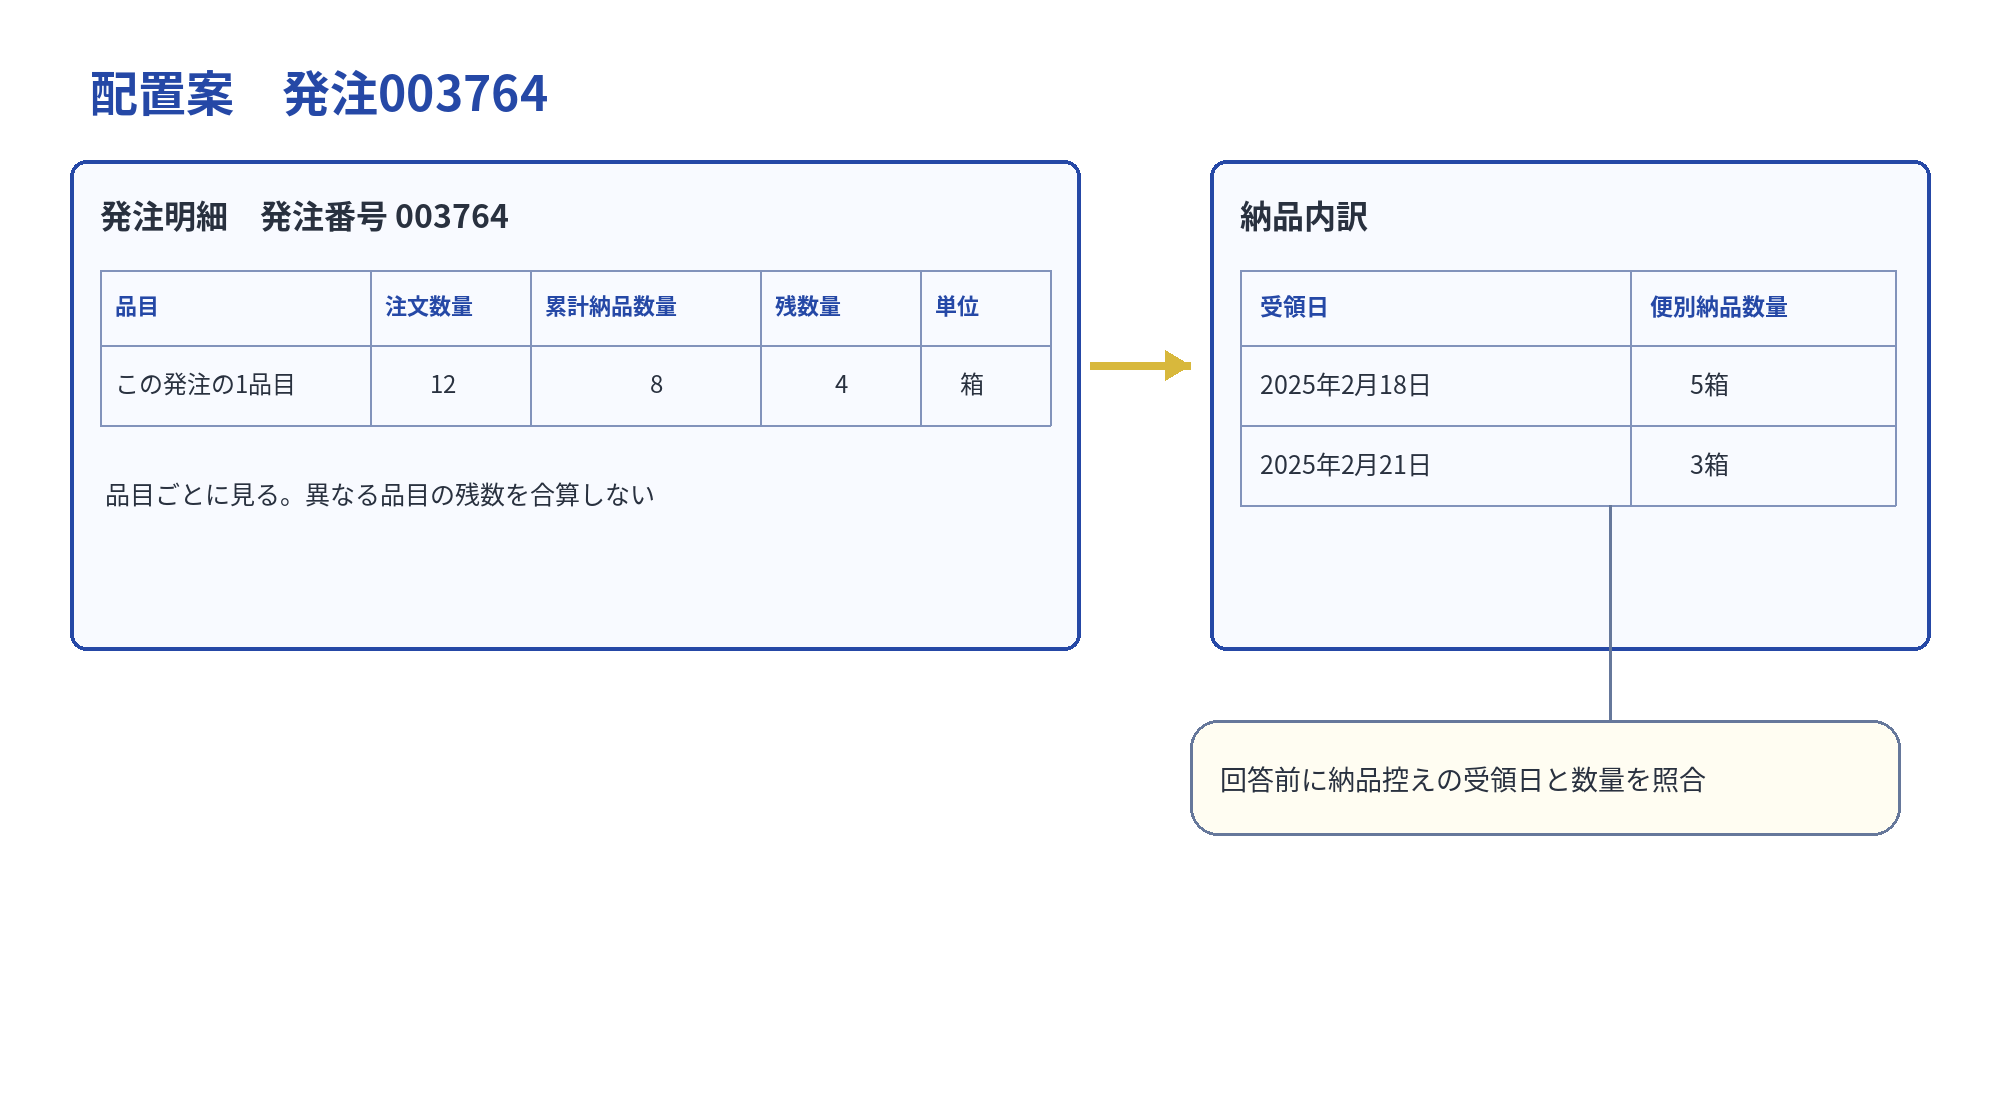 配置案　発注003764
発注明細　発注番号 003764
品目 注文数量 累計納品数量 残数量 単位
この発注の1品目 12 8 4 箱
品目ごとに見る。異なる品目の残数を合算しない
納品内訳
受領日 便別納品数量
2025年2月18日 5箱
2025年2月21日 3箱
回答前に納品控えの受領日と数量を照合